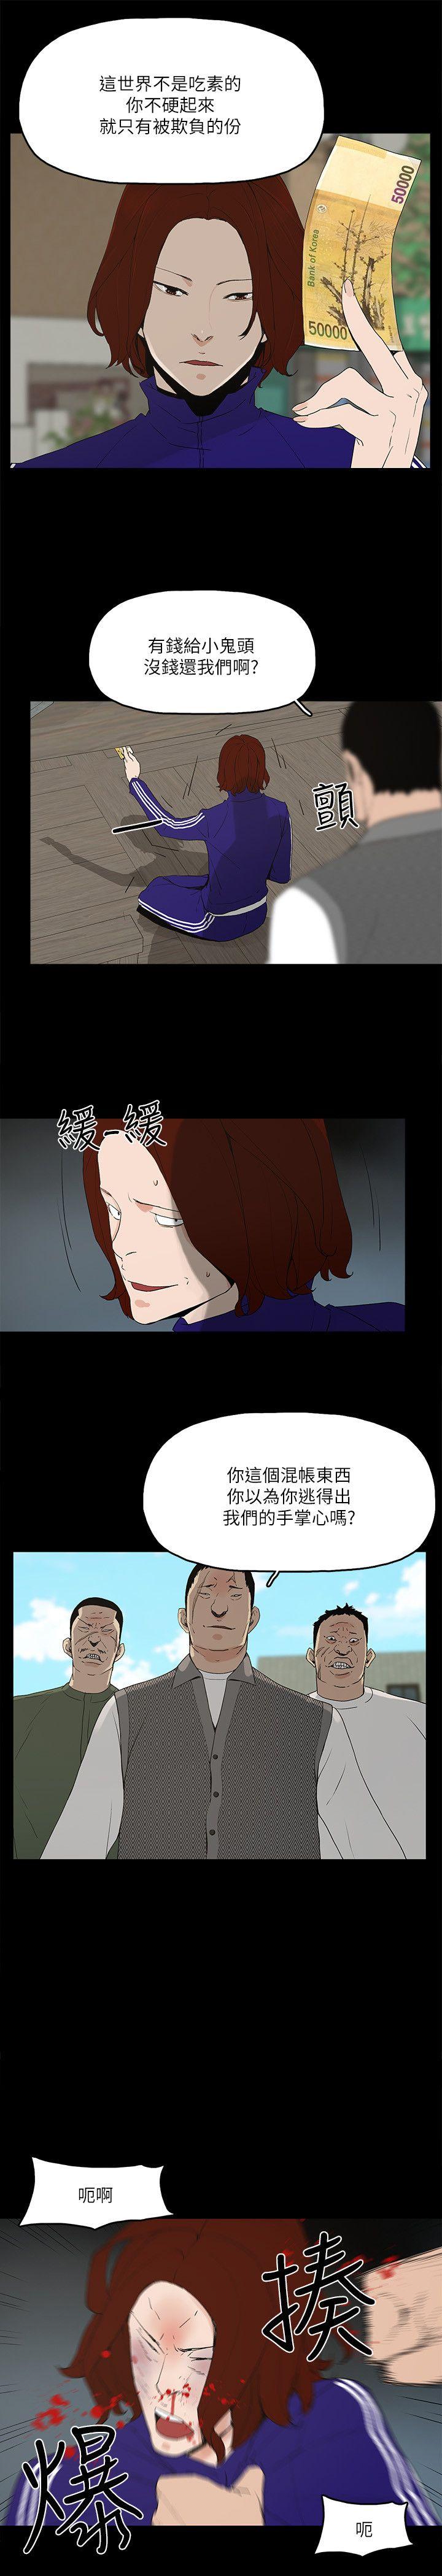 這世界不是吃素的
你不硬起來
就只有被欺負的份
50000
Bank of Korea
50000
有錢給小鬼頭
沒錢還我們啊?
顫
緩-緩
你這個混帳東西
你以為你逃得出
我們的手掌心嗎?
呃啊
揍
爆
呃